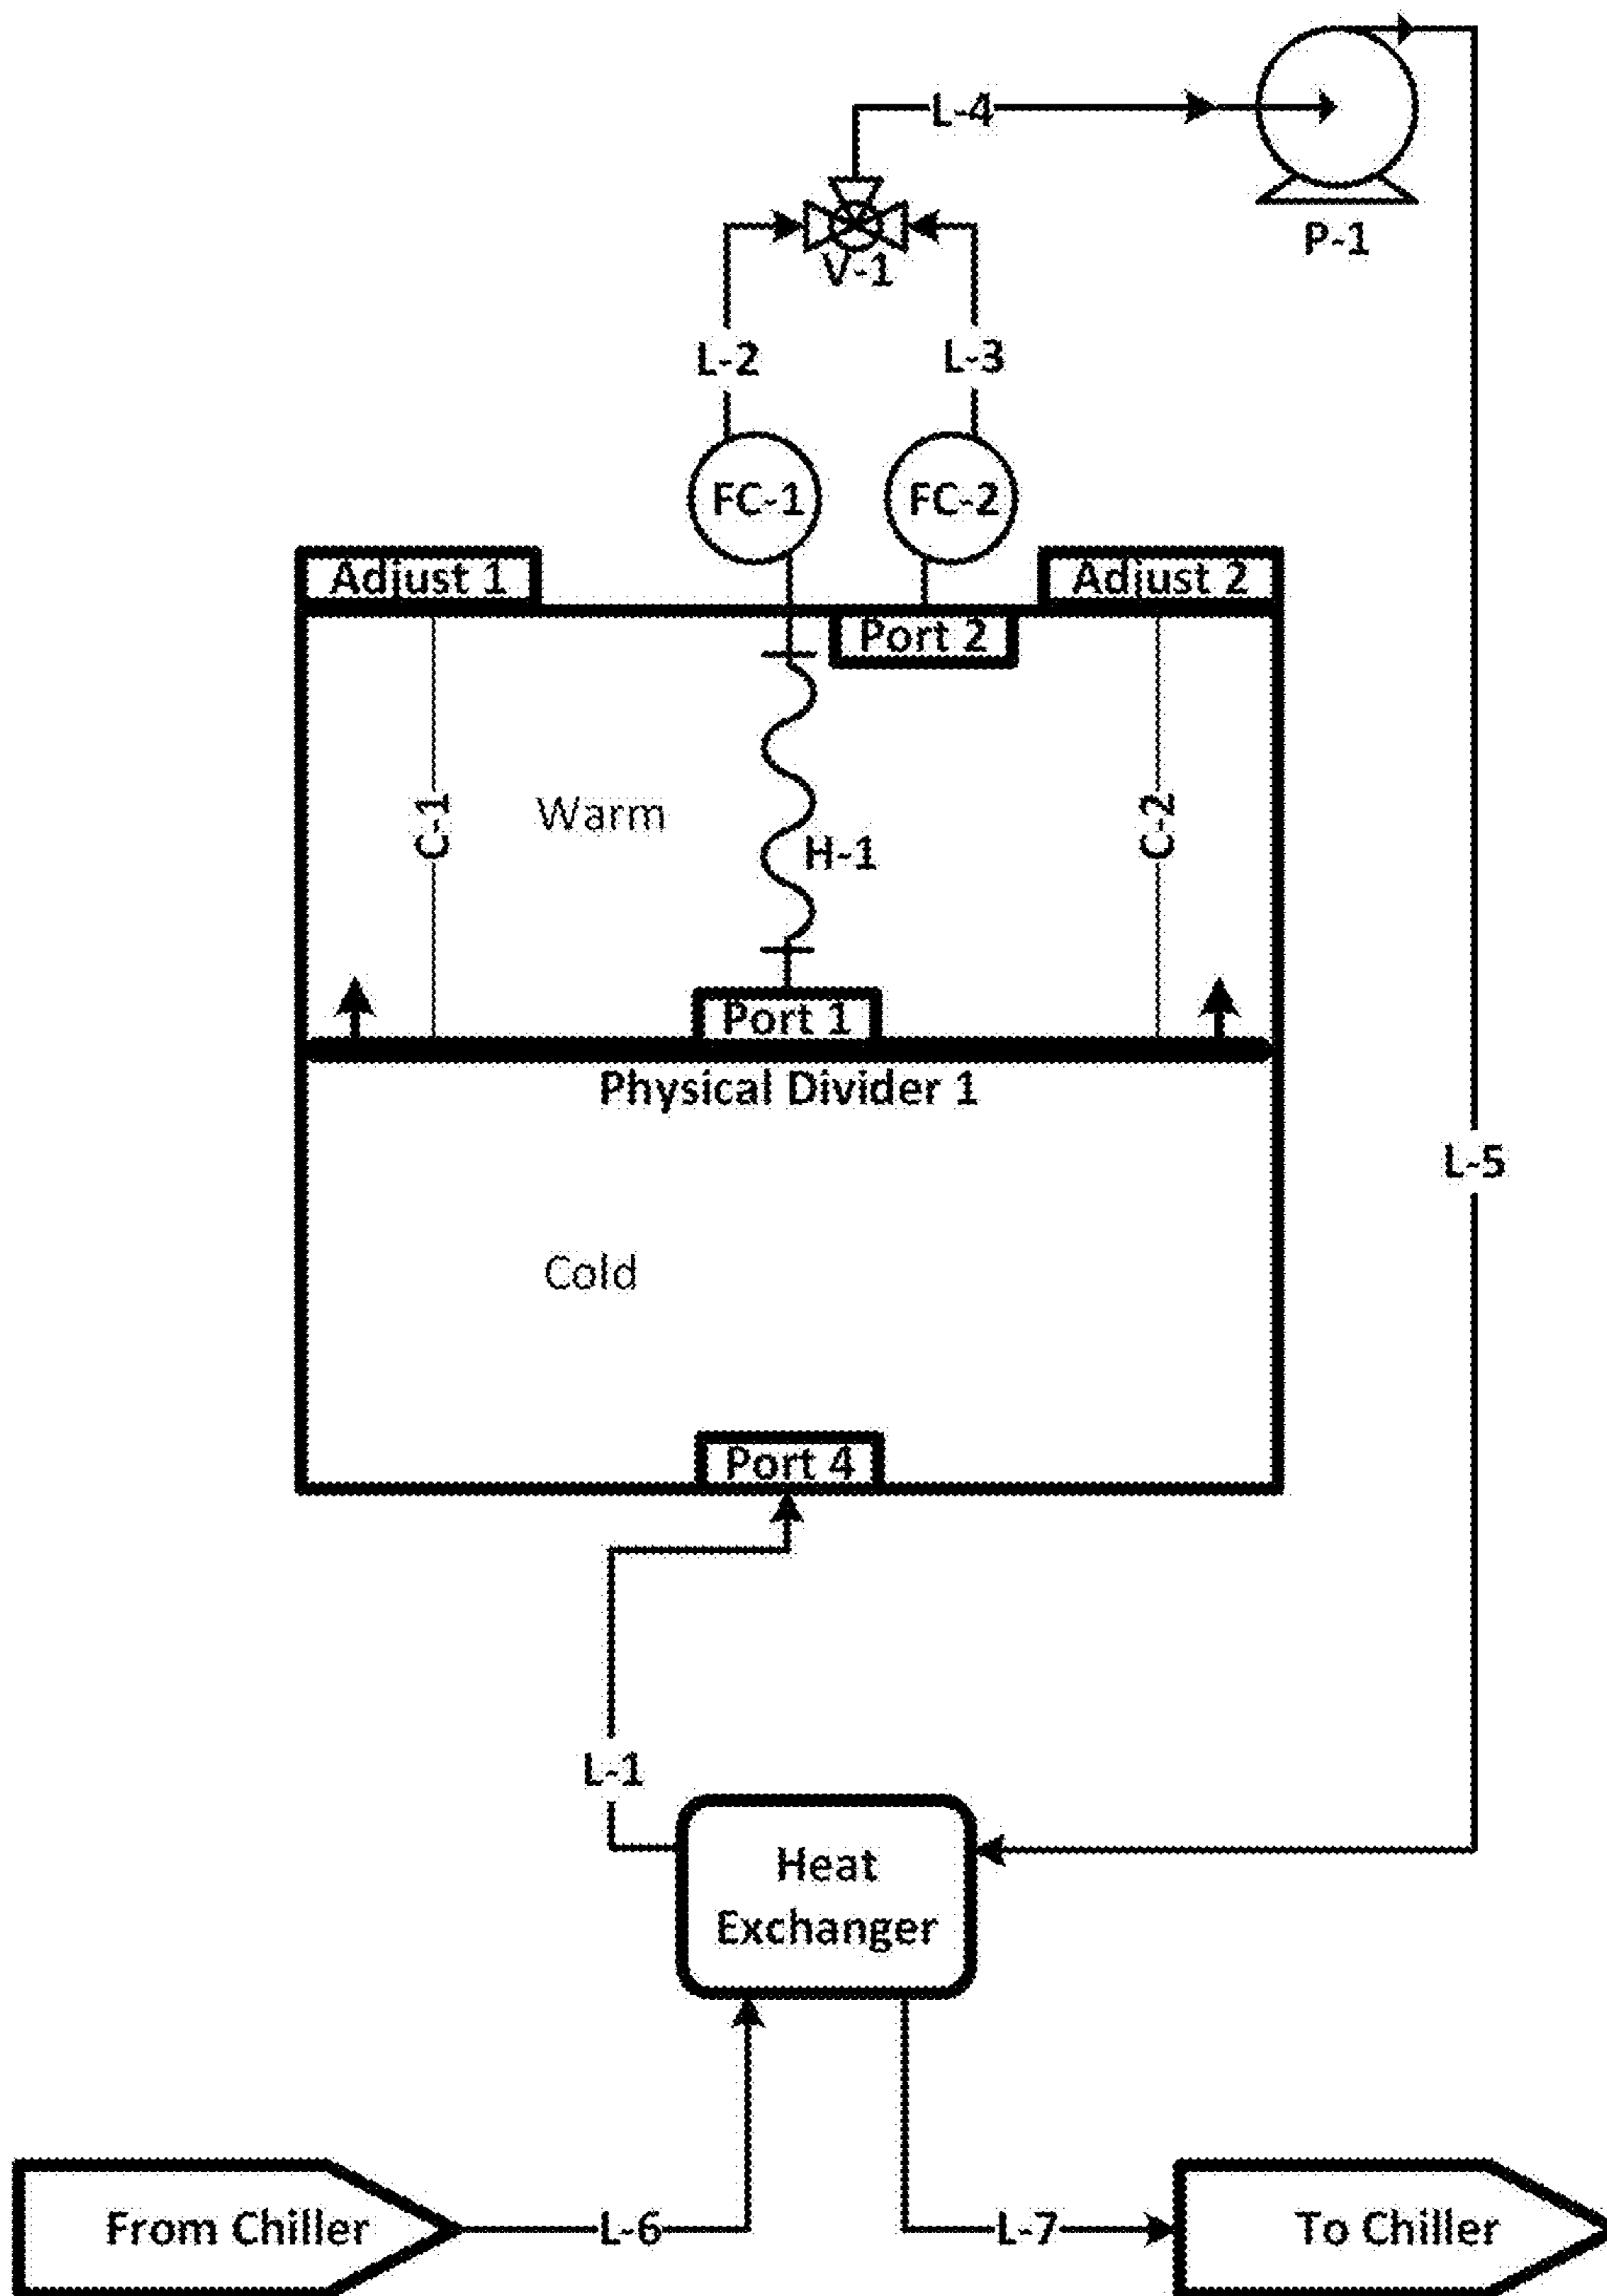 L-4
P-1
V-1
L-2
L-3
FC-1
FC-2
Adjust 1
Adjust 2
Port 2
C-1
Warm
H-1
C-2
Port 1
Physical Divider 1
L-5
Cold
Port 4
L-1
Heat
Exchanger
From Chiller
L-6
L-7
To Chiller